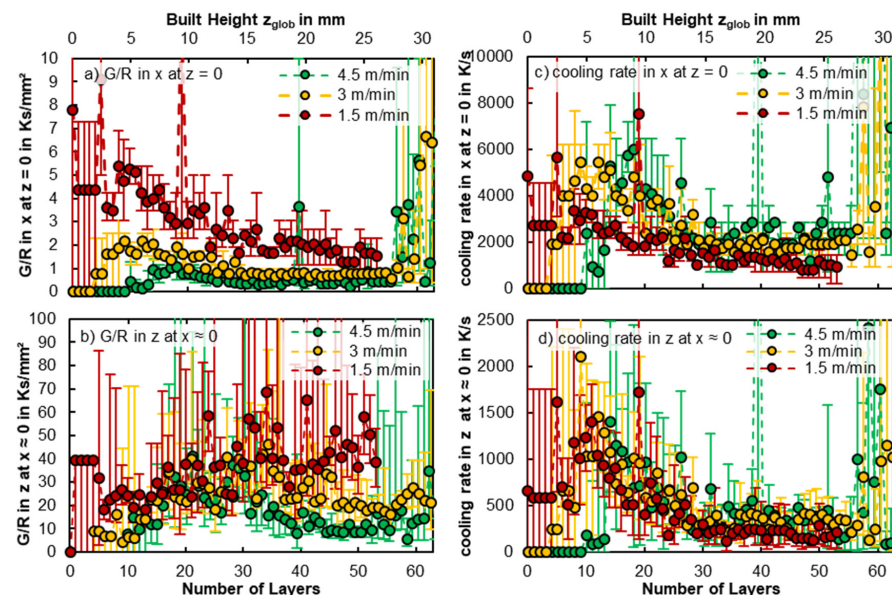 Built Height z_glob in mm
0 5 10 15 20 25 30
a) G/R in x at z = 0
4.5 m/min
3 m/min
1.5 m/min
G/R in x at z = 0 in Ks/mm²
10
9
8
7
6
5
4
3
2
1
0
b) G/R in z at x ≈ 0
4.5 m/min
3 m/min
1.5 m/min
G/R in z at x ≈ 0 in Ks/mm²
100
90
80
70
60
50
40
30
20
10
0
0 10 20 30 40 50 60
Number of Layers
Built Height z_glob in mm
0 5 10 15 20 25 30
c) cooling rate in x at z = 0
4.5 m/min
3 m/min
1.5 m/min
cooling rate in x at z = 0 in K/s
10000
8000
6000
4000
2000
0
d) cooling rate in z at x ≈ 0
4.5 m/min
3 m/min
1.5 m/min
cooling rate in z at x ≈ 0 in K/s
2500
2000
1500
1000
500
0
0 10 20 30 40 50 60
Number of Layers